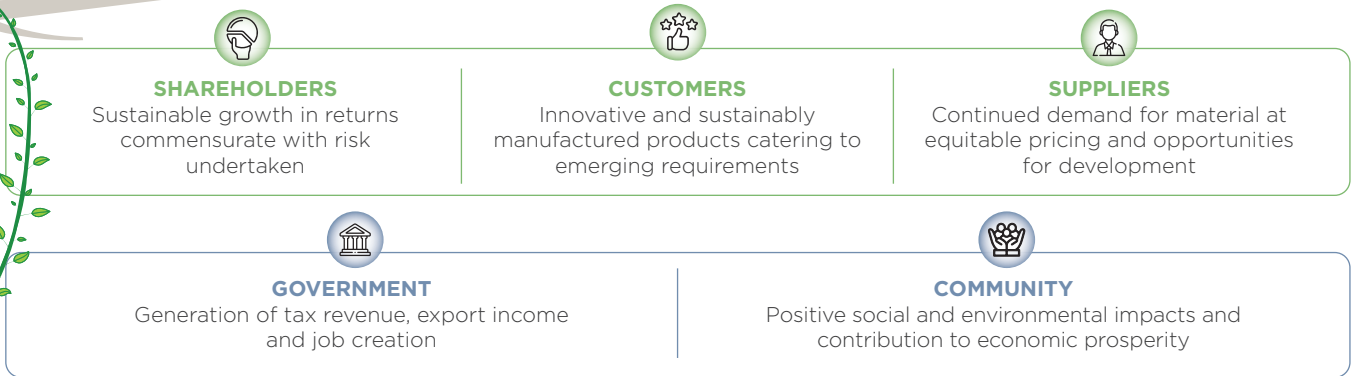 SHAREHOLDERS
Sustainable growth in returns
commensurate with risk
undertaken
CUSTOMERS
Innovative and sustainably
manufactured products catering to
emerging requirements
SUPPLIERS
Continued demand for material at
equitable pricing and opportunities
for development
GOVERNMENT
Generation of tax revenue, export income
and job creation
COMMUNITY
Positive social and environmental impacts and
contribution to economic prosperity